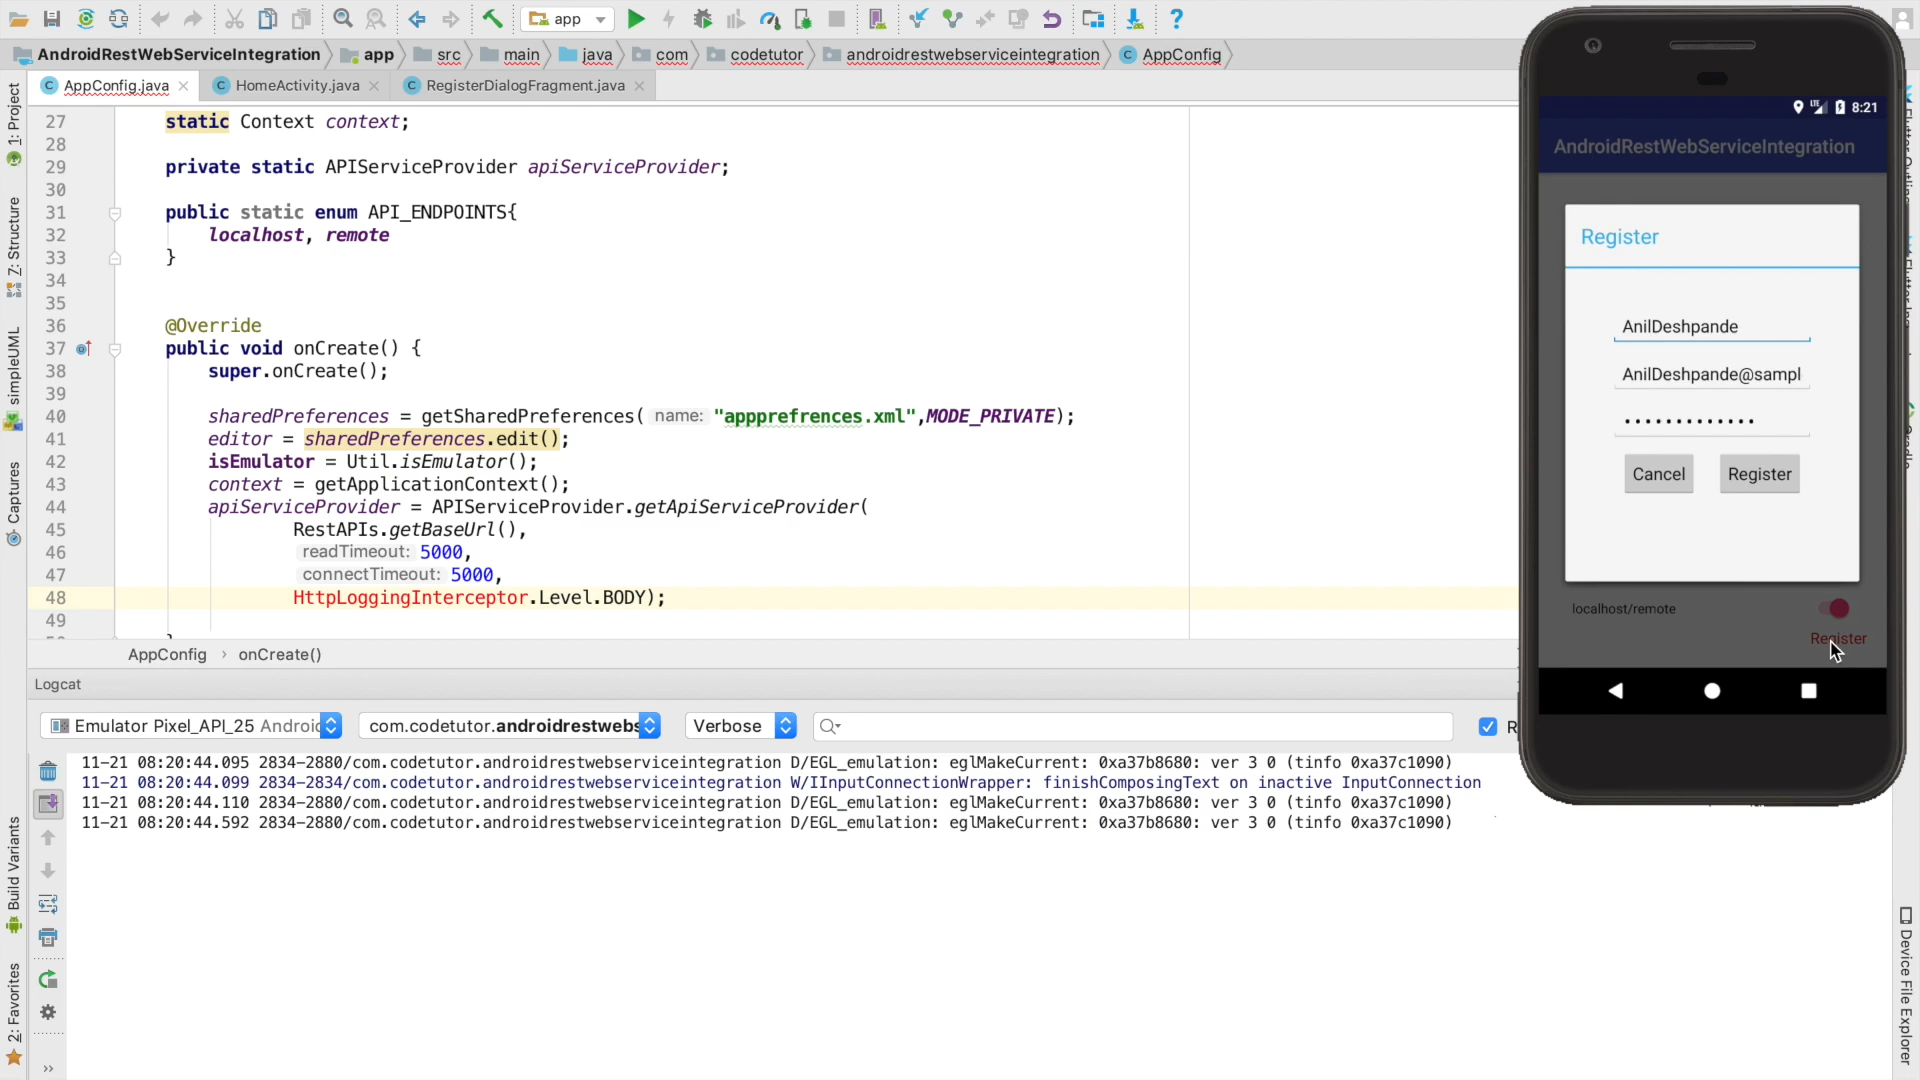 app
AndroidRestWebServiceIntegration app src main java com codetutor androidrestwebserviceintegration AppConfig
AppConfig.java HomeActivity.java RegisterDialogFragment.java
1: Project
7: Structure
simpleUML
Captures
Build Variants
2: Favorites
27 static Context context;
28
29 private static APIServiceProvider apiServiceProvider;
30
31 public static enum API_ENDPOINTS{
32 localhost, remote
33 }
34
35
36 @Override
37 public void onCreate() {
38 super.onCreate();
39
40 sharedPreferences = getSharedPreferences( name: "appprefrences.xml",MODE_PRIVATE);
41 editor = sharedPreferences.edit();
42 isEmulator = Util.isEmulator();
43 context = getApplicationContext();
44 apiServiceProvider = APIServiceProvider.getApiServiceProvider(
45 RestAPIs.getBaseUrl(),
46 readTimeout: 5000,
47 connectTimeout: 5000,
48 HttpLoggingInterceptor.Level.BODY);
49
AppConfig › onCreate()
Logcat
Emulator Pixel_API_25 Androi com.codetutor.androidrestwebs Verbose R
11-21 08:20:44.095 2834-2880/com.codetutor.androidrestwebserviceintegration D/EGL_emulation: eglMakeCurrent: 0xa37b8680: ver 3 0 (tinfo 0xa37c1090)
11-21 08:20:44.099 2834-2834/com.codetutor.androidrestwebserviceintegration W/IInputConnectionWrapper: finishComposingText on inactive InputConnection
11-21 08:20:44.110 2834-2880/com.codetutor.androidrestwebserviceintegration D/EGL_emulation: eglMakeCurrent: 0xa37b8680: ver 3 0 (tinfo 0xa37c1090)
11-21 08:20:44.592 2834-2880/com.codetutor.androidrestwebserviceintegration D/EGL_emulation: eglMakeCurrent: 0xa37b8680: ver 3 0 (tinfo 0xa37c1090)
LTE 8:21
AndroidRestWebServiceIntegration
Register
AnilDeshpande
AnilDeshpande@sampl
•••••••••••••
Cancel Register
localhost/remote
Register
Device File Explorer